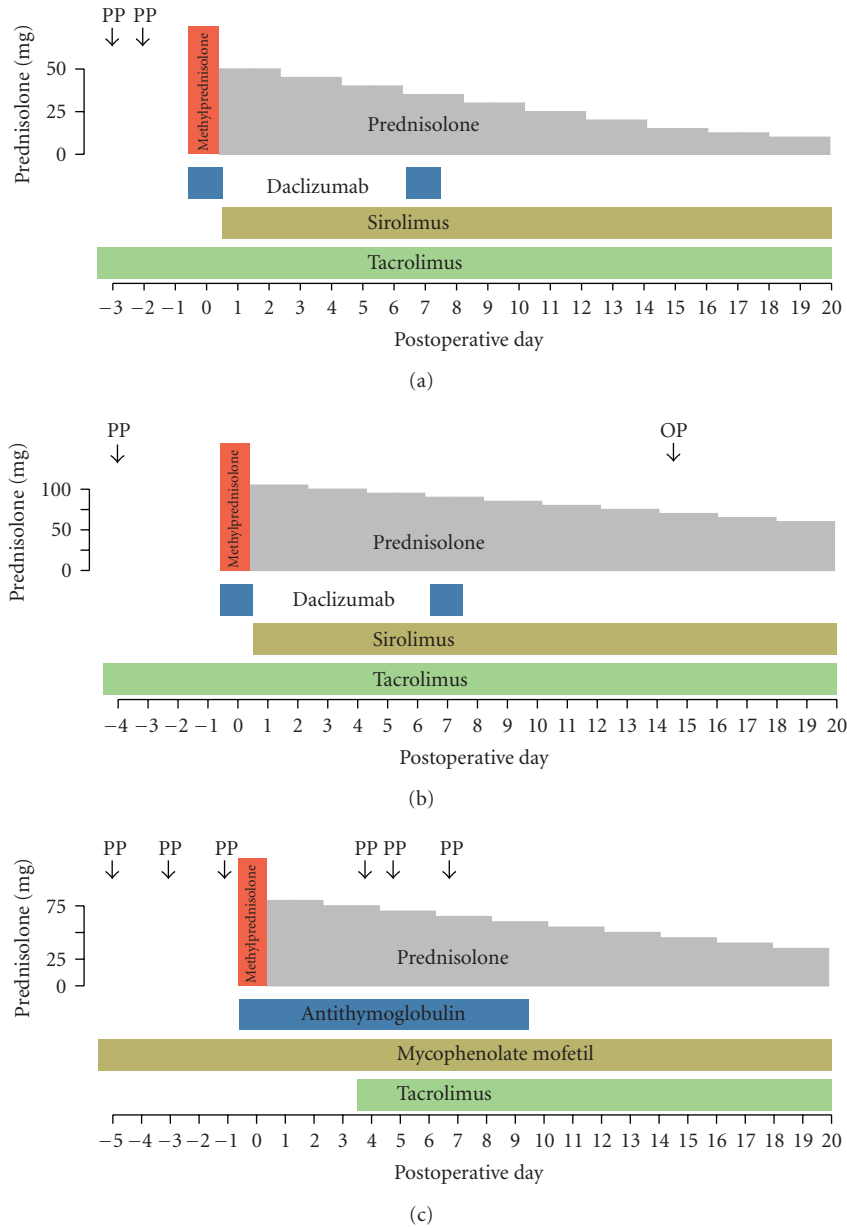 PP PP
Prednisolone (mg)
50
25
0
Methylprednisolone
Prednisolone
Daclizumab
Sirolimus
Tacrolimus
−3 −2 −1 0 1 2 3 4 5 6 7 8 9 10 11 12 13 14 15 16 17 18 19 20
Postoperative day
(a)
PP OP
Prednisolone (mg)
100
50
0
Methylprednisolone
Prednisolone
Daclizumab
Sirolimus
Tacrolimus
−4 −3 −2 −1 0 1 2 3 4 5 6 7 8 9 10 11 12 13 14 15 16 17 18 19 20
Postoperative day
(b)
PP PP PP PP PP PP
Prednisolone (mg)
75
25
0
Methylprednisolone
Prednisolone
Antithymoglobulin
Mycophenolate mofetil
Tacrolimus
−5 −4 −3 −2 −1 0 1 2 3 4 5 6 7 8 9 10 11 12 13 14 15 16 17 18 19 20
Postoperative day
(c)